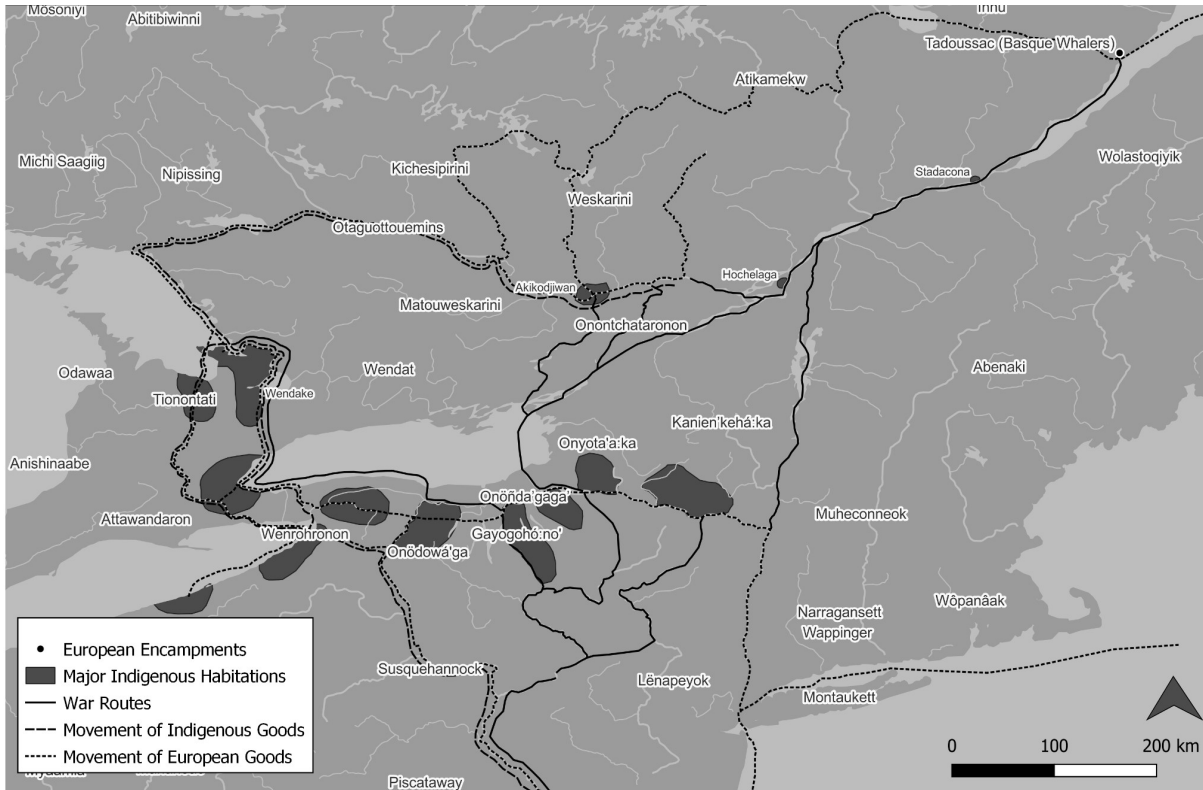 Mosoniyi
Abitibiwinni
Innu
Tadoussac (Basque Whalers)
Atikamekw
Michi Saagiig
Nipissing
Kichesipirini
Weskarini
Stadacona
Wolastoqiyik
Otaguottouemins
Hochelaga
Akikodjiwan
Matouweskarini
Onontchataronon
Odawaa
Wendat
Abenaki
Tionontati
Wendake
Kanien'kehá:ka
Onyota'a:ka
Anishinaabe
Onöñda'gaga'
Attawandaron
Muheconneok
Wenrohronon
Gayogohó:no'
Onödowá'ga
Narragansett
Wôpanâak
Wappinger
Susquehannock
Lënapeyok
Montaukett
Piscataway
European Encampments
Major Indigenous Habitations
War Routes
Movement of Indigenous Goods
Movement of European Goods
0 100 200 km